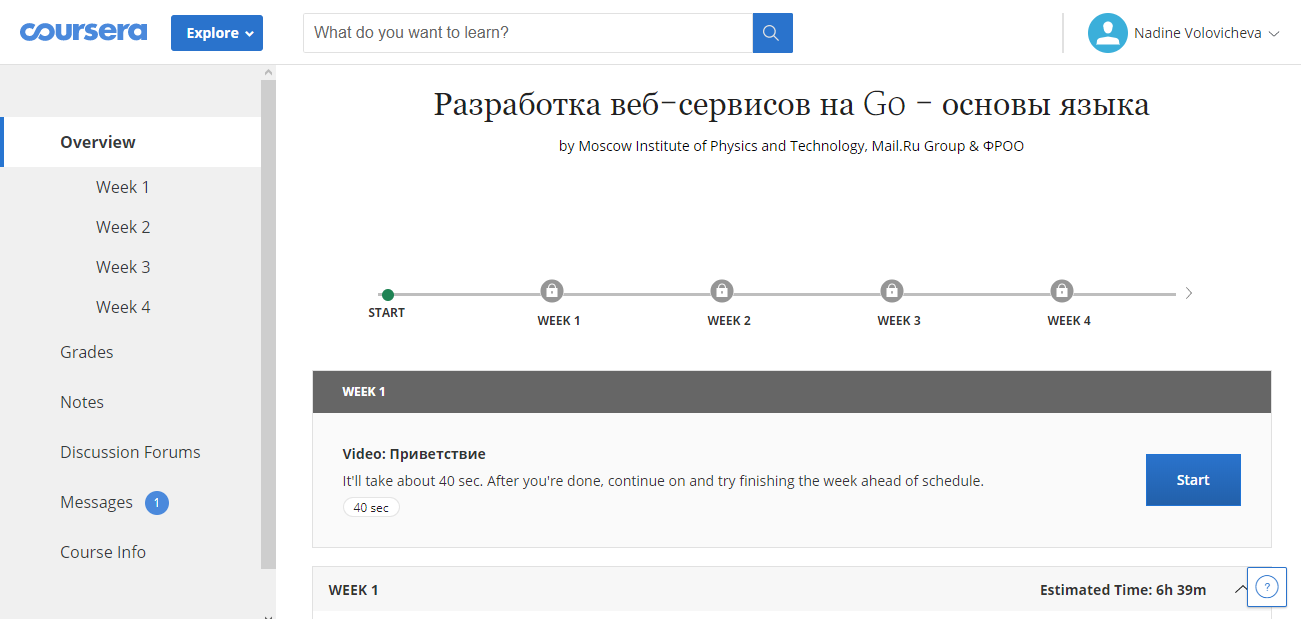 coursera
Explore
What do you want to learn?
Nadine Volovicheva
Overview
Week 1
Week 2
Week 3
Week 4
Grades
Notes
Discussion Forums
Messages 1
Course Info
Разработка веб-сервисов на Go - основы языка
by Moscow Institute of Physics and Technology, Mail.Ru Group & ФРОО
START
WEEK 1
WEEK 2
WEEK 3
WEEK 4
WEEK 1
Video: Приветствие
It'll take about 40 sec. After you're done, continue on and try finishing the week ahead of schedule.
40 sec
Start
WEEK 1
Estimated Time: 6h 39m
?